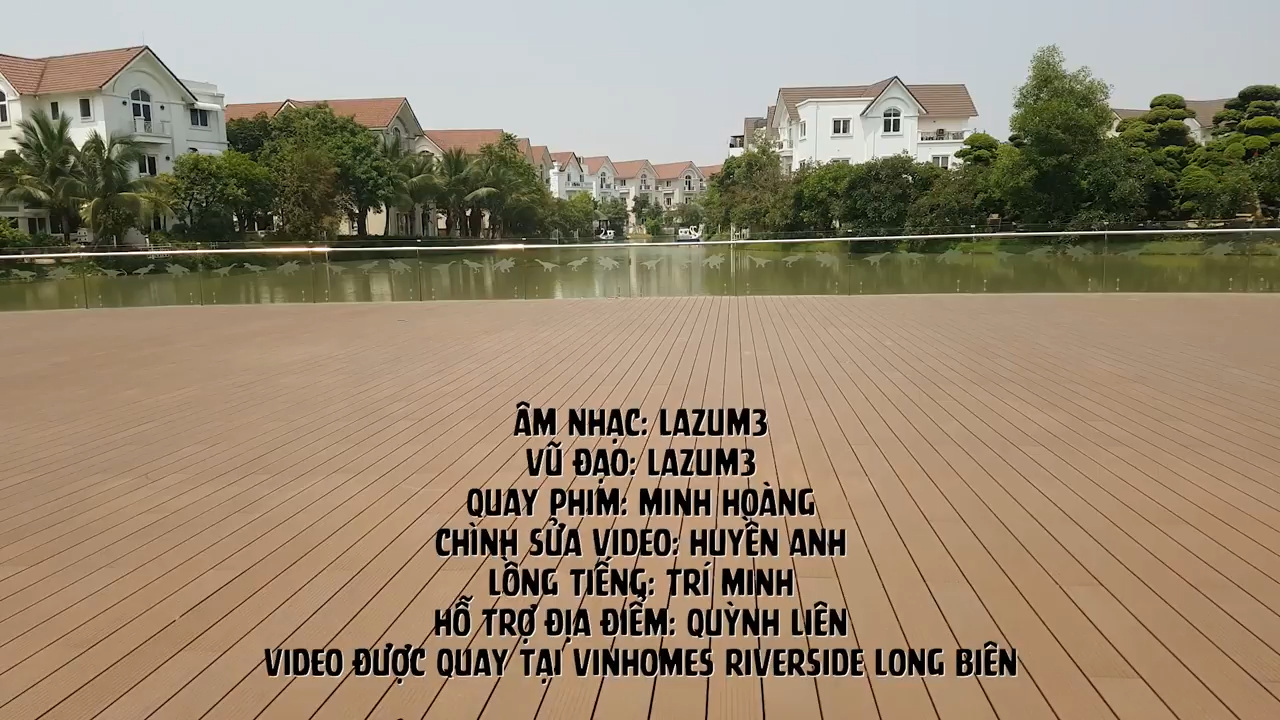 ÂM NHẠC: LAZUM3
VŨ ĐẠO: LAZUM3
QUAY PHIM: MINH HOÀNG
CHỈNH SỬA VIDEO: HUYỀN ANH
LỒNG TIẾNG: TRÍ MINH
HỖ TRỢ ĐỊA ĐIỂM: QUỲNH LIÊN
VIDEO ĐƯỢC QUAY TẠI VINHOMES RIVERSIDE LONG BIÊN